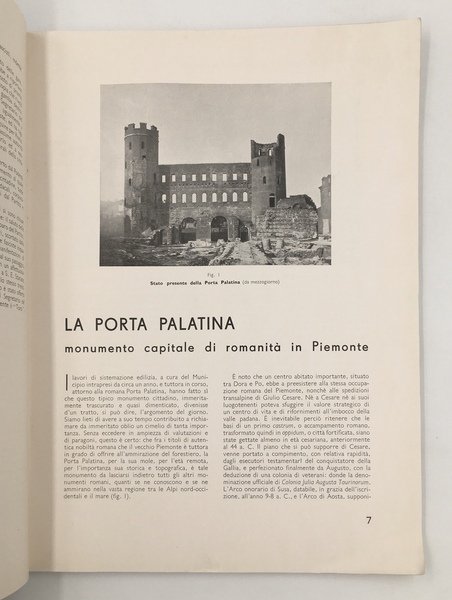 Fig. 1
Stato presente della Porta Palatina (da mezzogiorno)
LA PORTA PALATINA
monumento capitale di romanità in Piemonte
I lavori di sistemazione edilizia, a cura del Muni-
cipio intrapresi da circa un anno, e tuttora in corso,
attorno alla romana Porta Palatina, hanno fatto sì
che questo tipico monumento cittadino, immerita-
tamente trascurato e quasi dimenticato, divenisse
d'un tratto, si può dire, l'argomento del giorno.
Siamo lieti di avere a suo tempo contribuito a richia-
mare da immeritato oblio un cimelio di tanta impor-
tanza. Senza eccedere in ampiezza di valutazioni e
di paragoni, questo è certo: che fra i titoli di auten-
tica nobiltà romana che il vecchio Piemonte è tuttora
in grado di offrire all'ammirazione del forestiero, la
Porta Palatina, per la sua mole, per l'età remota,
per l'importanza sua storica e topografica, è tale
monumento da lasciarsi indietro tutti gli altri mo-
numenti romani, quanti se ne conoscono e se ne
ammirano nella vasta regione tra le Alpi nord-occi-
dentali e il mare (fig. 1).
È noto che un centro abitato importante, situato
tra Dora e Po, ebbe a preesistere alla stessa occupa-
zione romana del Piemonte, nonchè alle spedizioni
transalpine di Giulio Cesare. Nè a Cesare nè ai suoi
luogotenenti poteva sfuggire il valore strategico di
un centro di vita e di rifornimenti all'imbocco della
valle padana. È inevitabile perciò ritenere che le
basi di un primo castrum, o accampamento romano,
trasformato quindi in oppidum, o città fortificata, siano
state gettate almeno in età cesariana, anteriormente
al 44 a. C. Il piano che si può supporre di Cesare,
venne portato a compimento, con relativa rapidità,
dagli esecutori testamentari del conquistatore della
Gallia, e perfezionato finalmente da Augusto, con la
deduzione di una colonia di veterani: donde la deno-
minazione ufficiale di Colonia Julia Augusta Taurinorum.
L'Arco onorario di Susa, databile, in grazia dell'iscri-
zione, all'anno 9-8 a. C., e l'Arco di Aosta, supponi-
7